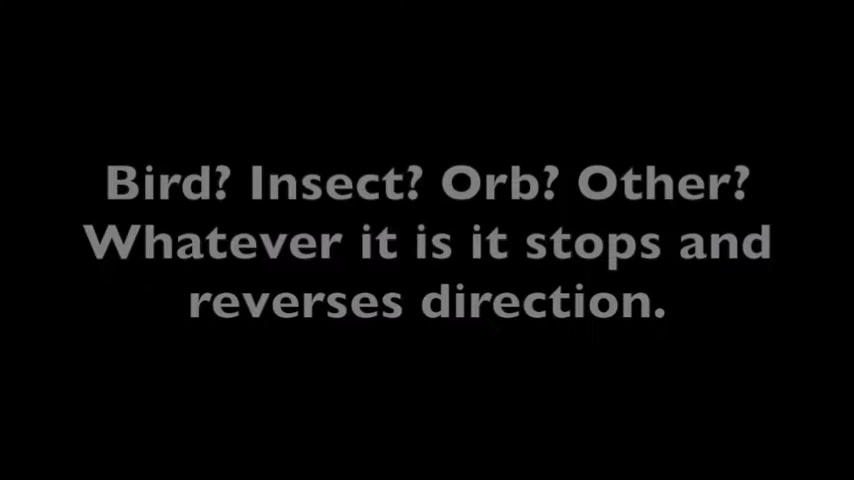 Bird? Insect? Orb? Other?
Whatever it is it stops and
reverses direction.